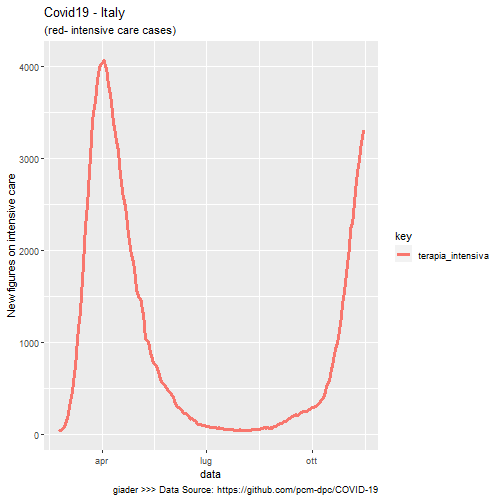 Covid19 - Italy
(red- intensive care cases)
New figures on intensive care
4000
3000
2000
1000
0
apr
lug
ott
data
key
terapia_intensiva
giader >>> Data Source: https://github.com/pcm-dpc/COVID-19